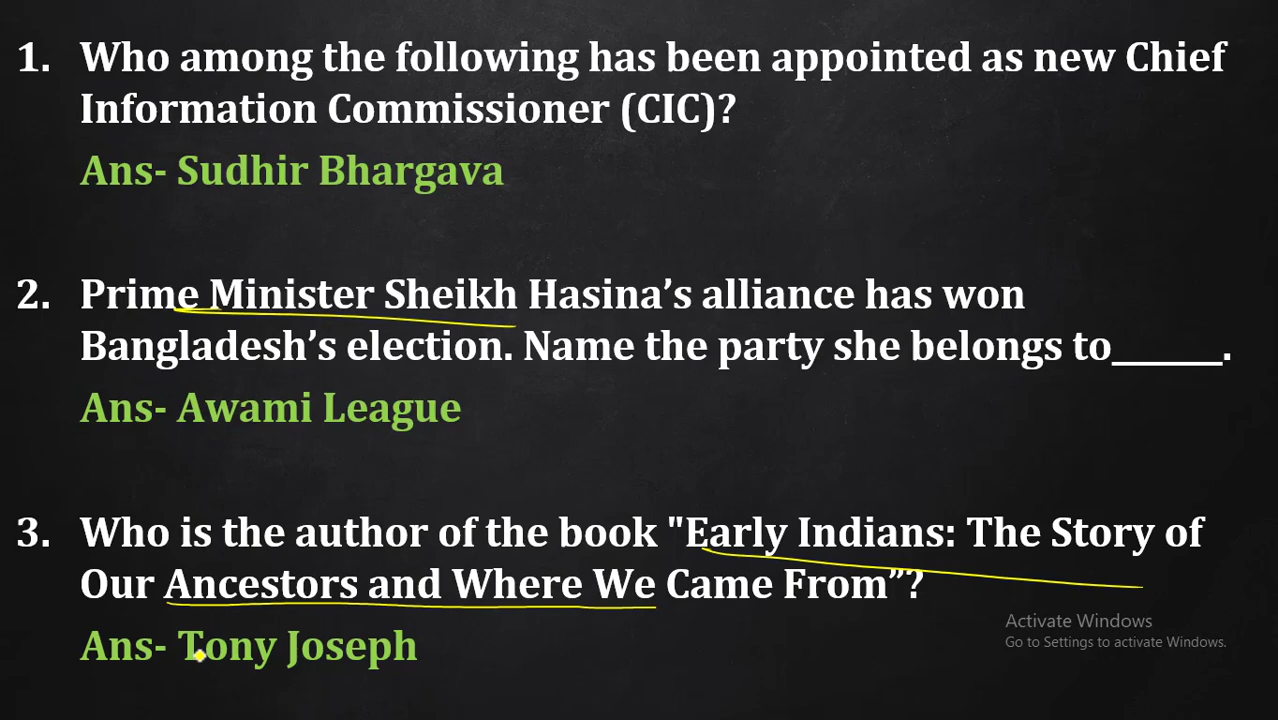 1. Who among the following has been appointed as new Chief
Information Commissioner (CIC)?
Ans- Sudhir Bhargava
2. Prime Minister Sheikh Hasina’s alliance has won
Bangladesh’s election. Name the party she belongs to______.
Ans- Awami League
3. Who is the author of the book "Early Indians: The Story of
Our Ancestors and Where We Came From”?
Ans- Tony Joseph
Activate Windows
Go to Settings to activate Windows.